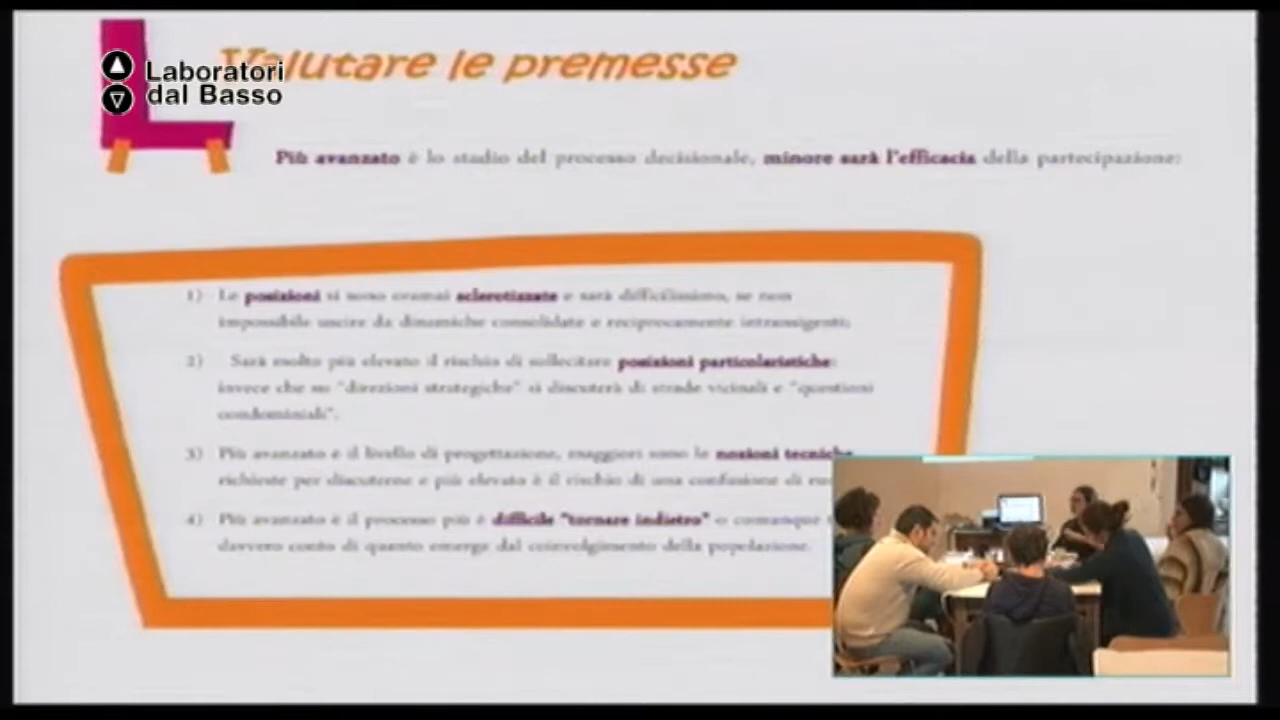 Valutare le premesse
Laboratori
dal Basso
Più avanzato è lo stadio del processo decisionale, minore sarà l'efficacia della partecipazione:
1) Le posizioni si sono oramai sclerotizzate e sarà difficilissimo, se non
impossibile uscire da dinamiche consolidate e reciprocamente intransigenti;
2) Sarà molto più elevato il rischio di sollecitare posizioni particolaristiche:
invece che su "direzioni strategiche" si discuterà di strade vicinali e "questioni
condominiali".
3) Più avanzato è il livello di progettazione, maggiori sono le nozioni tecniche
richieste per discuterne e più elevato è il rischio di una confusione di
4) Più avanzato è il processo più è difficile "tornare indietro" o comunque
davvero conto di quanto emerge dal coinvolgimento della popolazione.